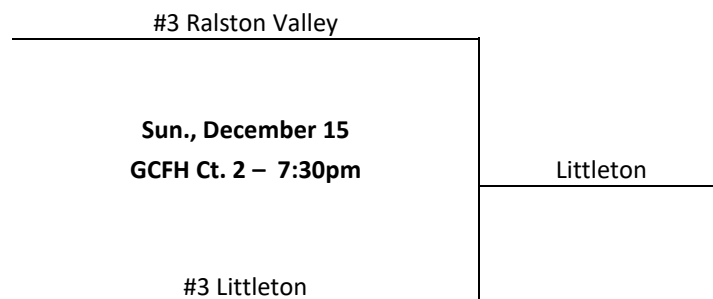 #3 Ralston Valley
Sun., December 15
GCFH Ct. 2 – 7:30pm
Littleton
#3 Littleton